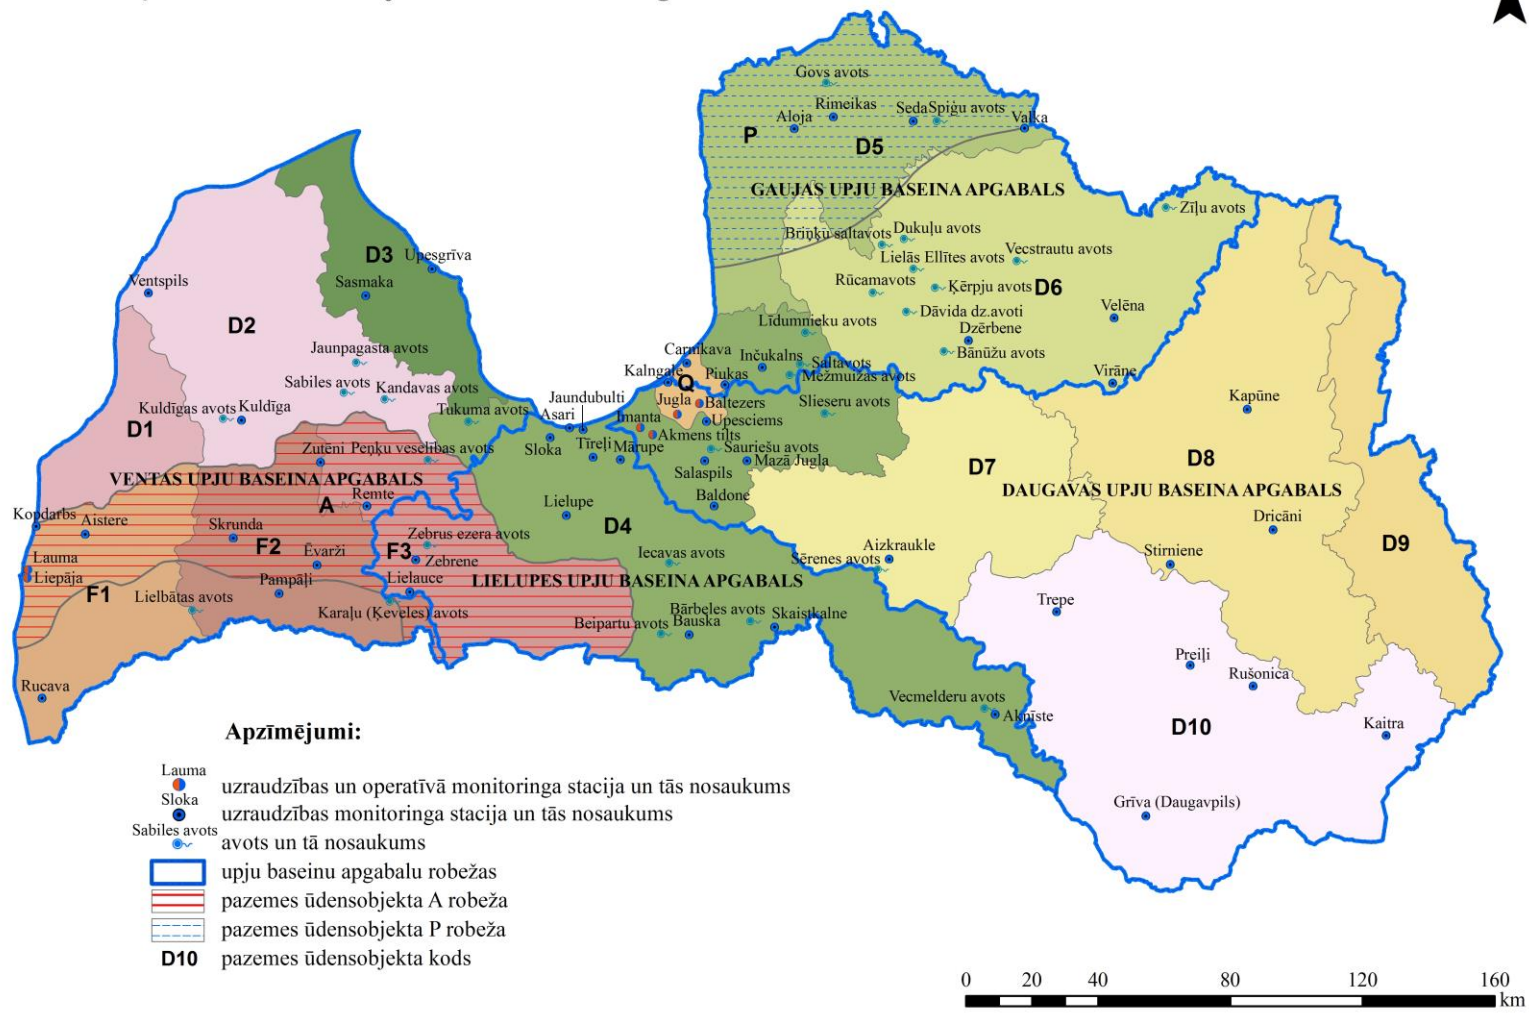 Govs avots
Rimeikas
Aloja
Seda
Spiģu avots
Valka
P
D5
GAUJAS UPJU BASEINA APGABALS
Zīļu avots
Briņķu saltavots
Dukuļu avots
Vecstrautu avots
Lielās Ellītes avots
Rūcamavots
Ķērpju avots
D6
Dāvida dz.avoti
Velēna
Līdumnieku avots
Dzērbene
Bānūžu avots
D3
Upesgrīva
Sasmaka
Ventspils
D2
Jaunpagasta avots
Sabiles avots
Kandavas avots
Kuldīgas avots
Kuldīga
Tukuma avots
D1
Carnikava
Inčukalns
Saltavots
Mežmuižas avots
Kalngale
Q
Piukas
Virāne
Kapūne
Jaundubulti
Jugla
Baltezers
Slieseru avots
Asari
Imanta
Upesciems
Akmens tilts
Sloka
Tīreļi
Mārupe
Sauriešu avots
Salaspils
Mazā Jugla
Zutēni
Peņķu veselības avots
VENTAS UPJU BASEINA APGABALS
D7
D8
DAUGAVAS UPJU BASEINA APGABALS
Remte
A
Baldone
Lielupe
D4
Kopdarbs
Aistere
Skrunda
Zebrus ezera avots
Dricāni
F2
Ēvarži
F3
Zebrene
Iecavas avots
Aizkraukle
Sērenes avots
Stirniene
D9
Lauma
Liepāja
Pampāļi
Lielauce
LIELUPES UPJU BASEINA APGABALS
F1
Lielbātas avots
Karaļu (Ķeveles) avots
Beipartu avots
Bārbeles avots
Bauska
Skaistkalne
Trepe
Preiļi
Rušonica
Rucava
Vecmelderu avots
Aknīste
D10
Kaitra
Grīva (Daugavpils)
Apzīmējumi:
Lauma
uzraudzības un operatīvā monitoringa stacija un tās nosaukums
Sloka
uzraudzības monitoringa stacija un tās nosaukums
Sabiles avots
avots un tā nosaukums
upju baseinu apgabalu robežas
pazemes ūdensobjekta A robeža
pazemes ūdensobjekta P robeža
D10 pazemes ūdensobjekta kods
0 20 40 80 120 160
km